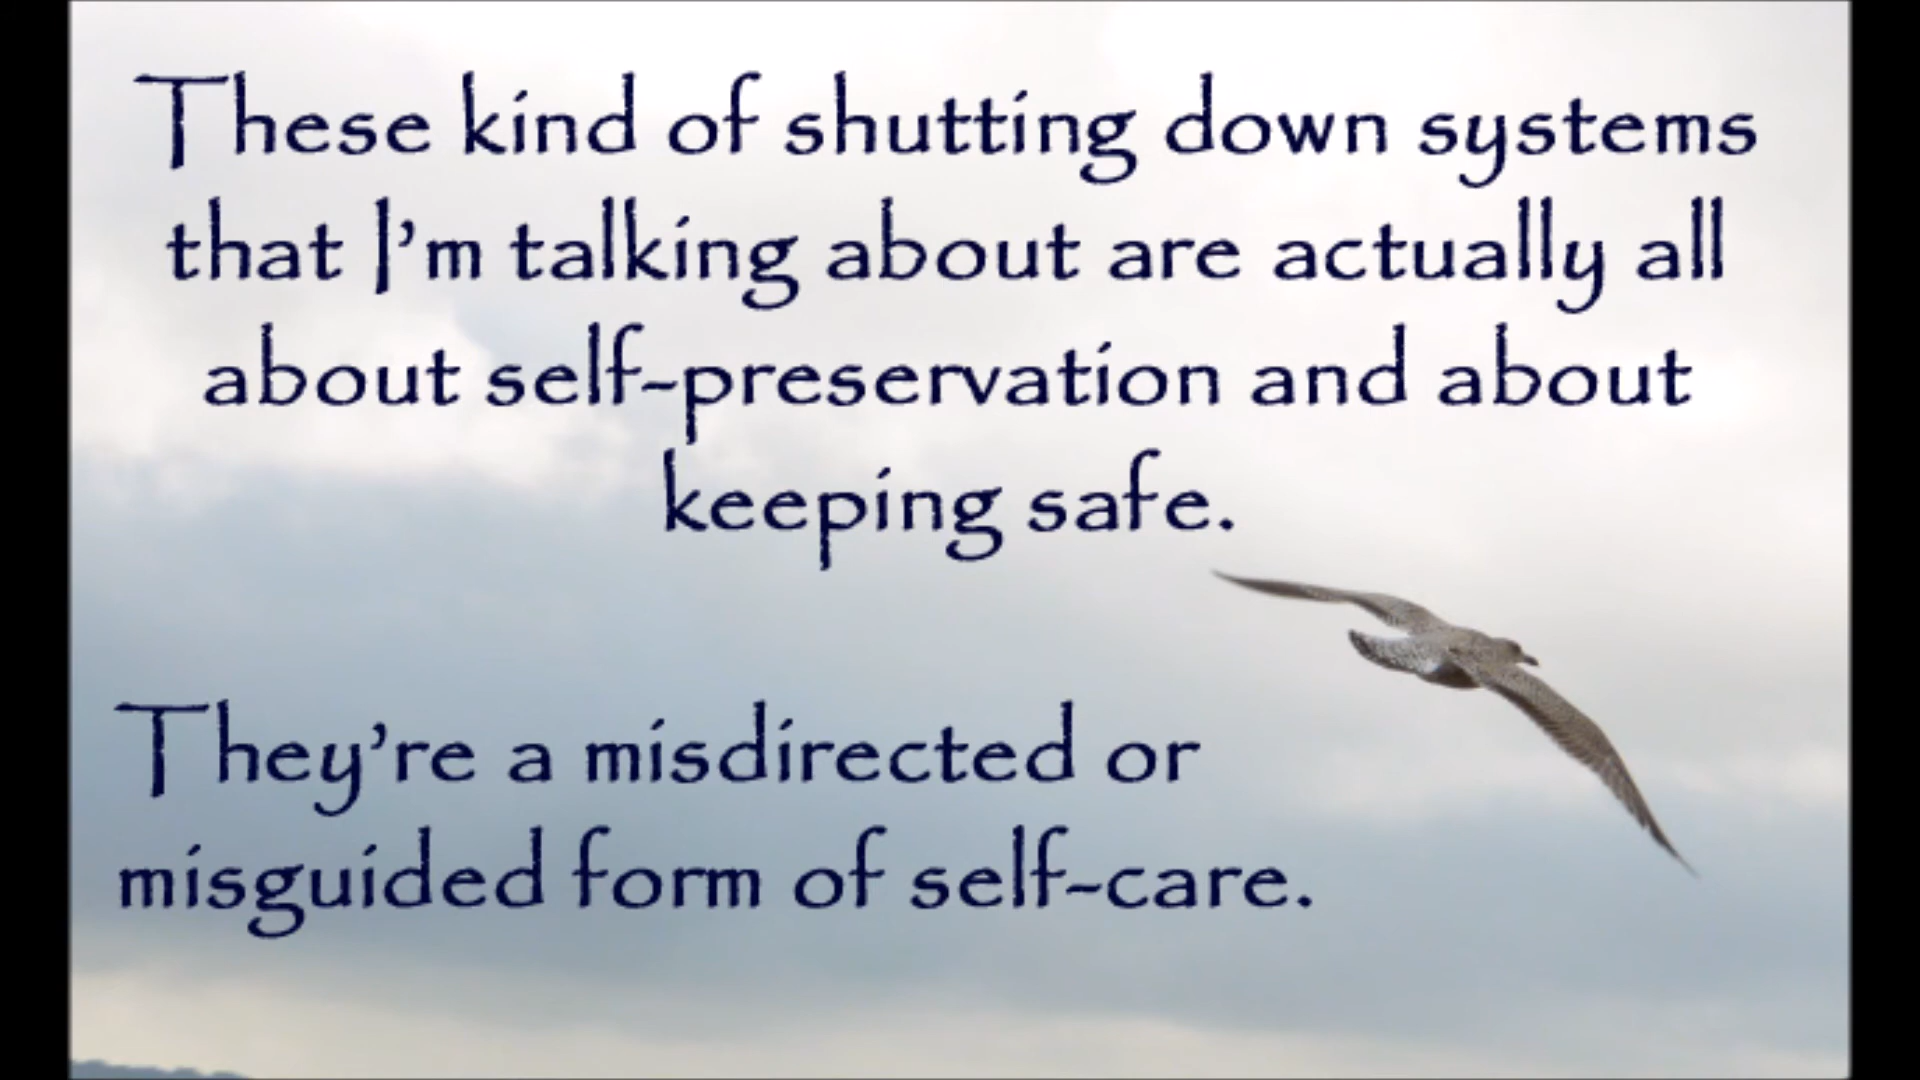 These kind of shutting down systems
that I'm talking about are actually all
about self-preservation and about
keeping safe.
They're a misdirected or
misguided form of self-care.